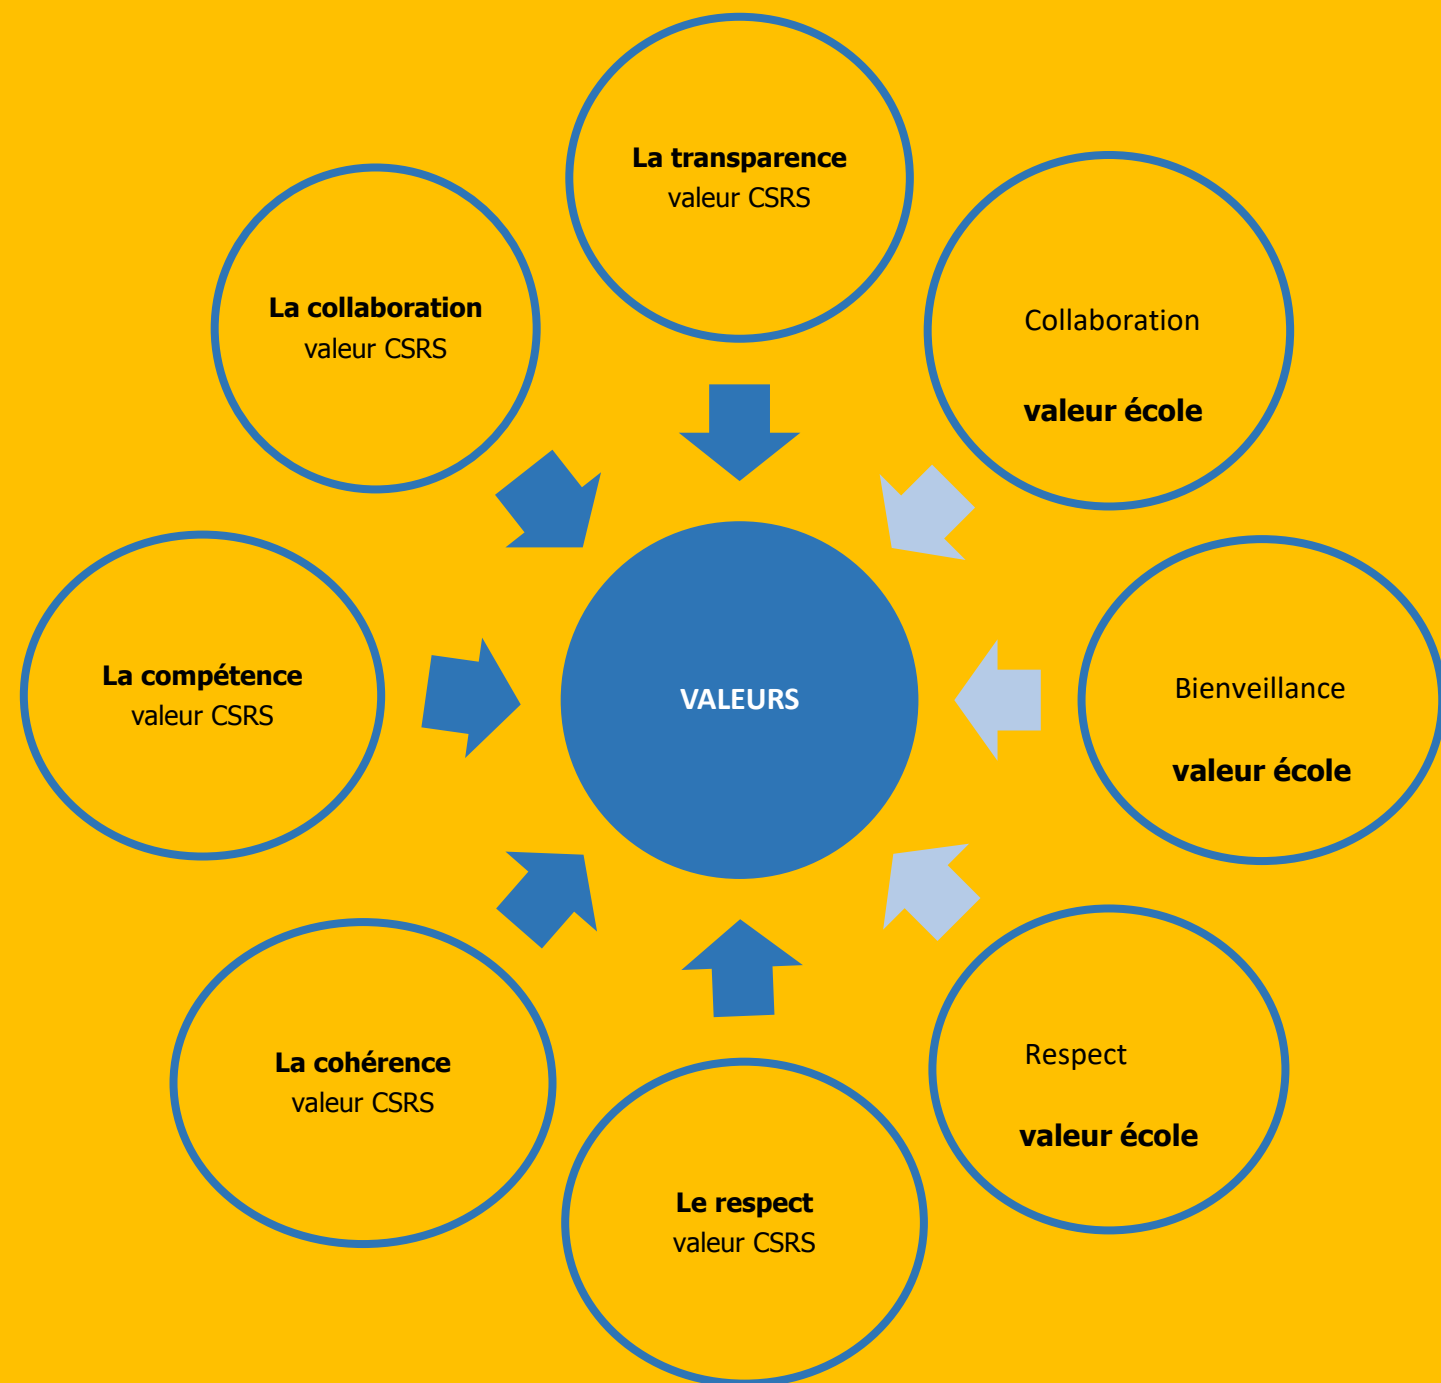 La transparence
valeur CSRS
La collaboration
valeur CSRS
Collaboration
valeur école
La compétence
valeur CSRS
VALEURS
Bienveillance
valeur école
La cohérence
valeur CSRS
Respect
valeur école
Le respect
valeur CSRS